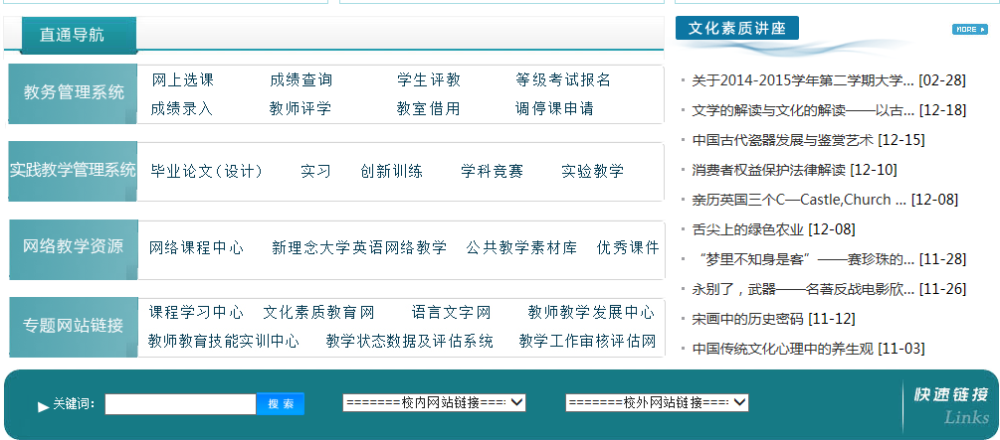 直通导航
教务管理系统
网上选课 成绩查询 学生评教 等级考试报名
成绩录入 教师评学 教室借用 调停课申请
实践教学管理系统
毕业论文(设计) 实习 创新训练 学科竞赛 实验教学
网络教学资源
网络课程中心 新理念大学英语网络教学 公共教学素材库 优秀课件
专题网站链接
课程学习中心 文化素质教育网 语言文字网 教师教学发展中心
教师教育技能实训中心 教学状态数据及评估系统 教学工作审核评估网
文化素质讲座
MORE
关于2014-2015学年第二学期大学... [02-28]
文学的解读与文化的解读——以古... [12-18]
中国古代瓷器发展与鉴赏艺术 [12-15]
消费者权益保护法律解读 [12-10]
亲历英国三个C—Castle,Church ... [12-08]
舌尖上的绿色农业 [12-08]
“梦里不知身是客”——赛珍珠的... [11-28]
永别了，武器——名著反战电影欣... [11-26]
宋画中的历史密码 [11-12]
中国传统文化心理中的养生观 [11-03]
关键词： 搜 索 =======校内网站链接===: =======校外网站链接===:
快速链接
Links